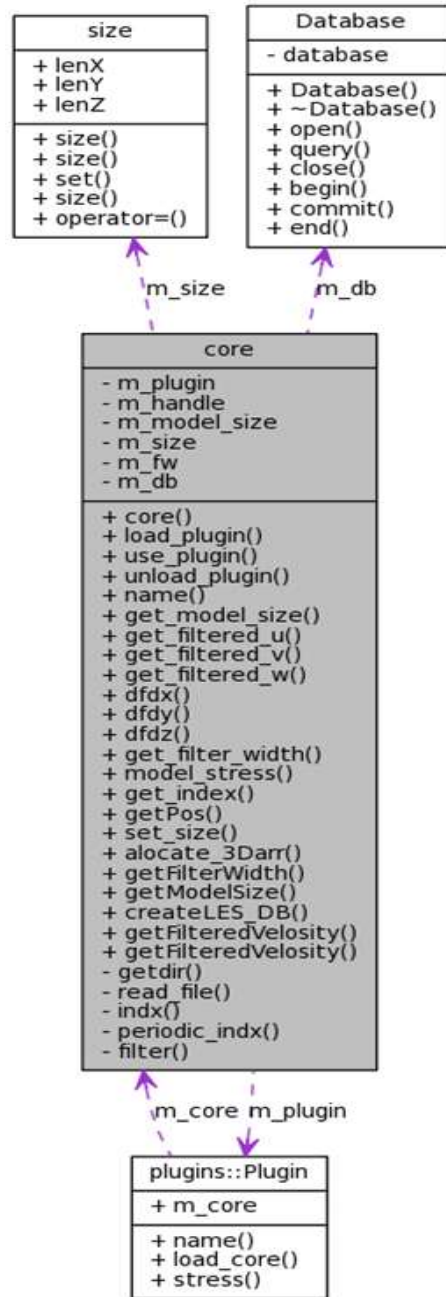 size
+ lenX
+ lenY
+ lenZ
+ size()
+ size()
+ set()
+ size()
+ operator=()
Database
- database
+ Database()
+ ~Database()
+ open()
+ query()
+ close()
+ begin()
+ commit()
+ end()
m_size
m_db
core
- m_plugin
- m_handle
- m_model_size
- m_size
- m_fw
- m_db
+ core()
+ load_plugin()
+ use_plugin()
+ unload_plugin()
+ name()
+ get_model_size()
+ get_filtered_u()
+ get_filtered_v()
+ get_filtered_w()
+ dfdx()
+ dfdy()
+ dfdz()
+ get_filter_width()
+ model_stress()
+ get_index()
+ getPos()
+ set_size()
+ alocate_3Darr()
+ getFilterWidth()
+ getModelSize()
+ createLES_DB()
+ getFilteredVelosity()
+ getFilteredVelosity()
- getdir()
- read_file()
- indx()
- periodic_indx()
- filter()
m_core
m_plugin
plugins::Plugin
+ m_core
+ name()
+ load_core()
+ stress()